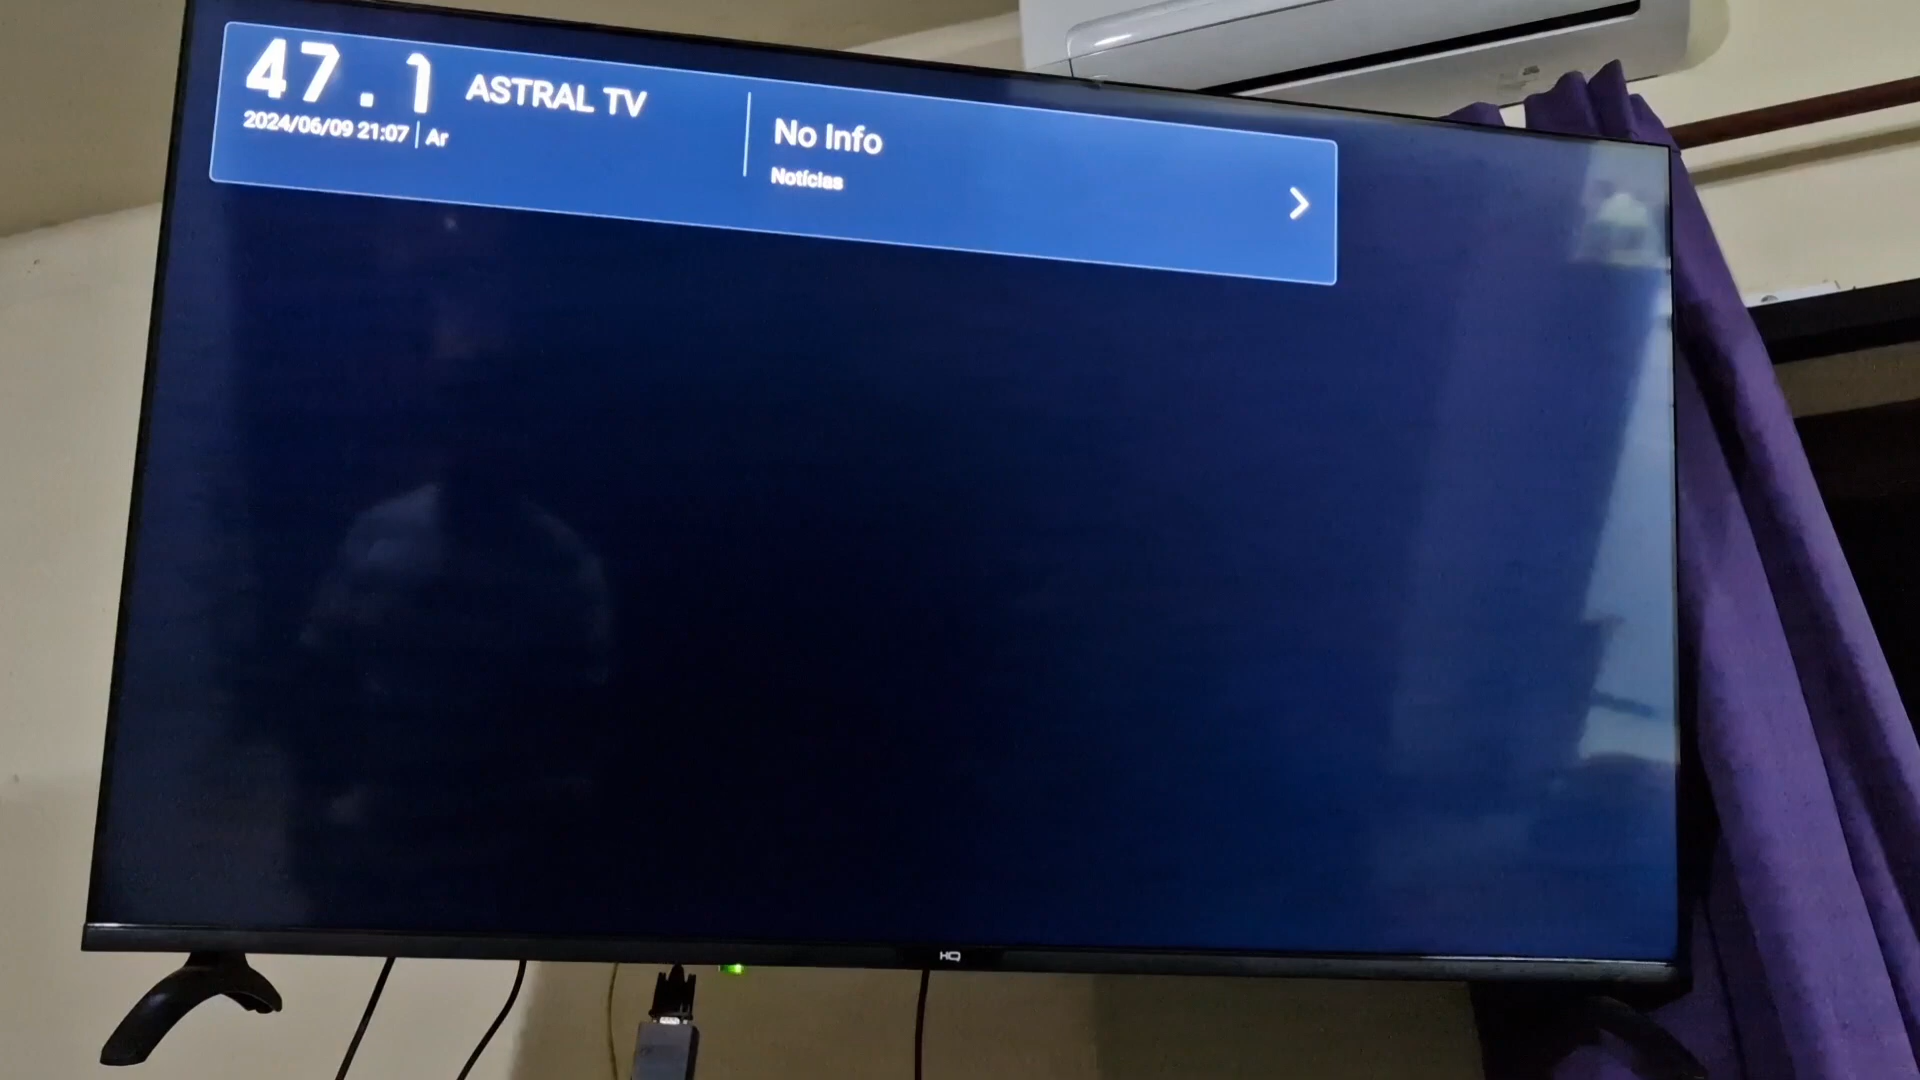 47.1 ASTRAL TV
2024/06/09 21:07 | Ar
No Info
Notícias
HQ